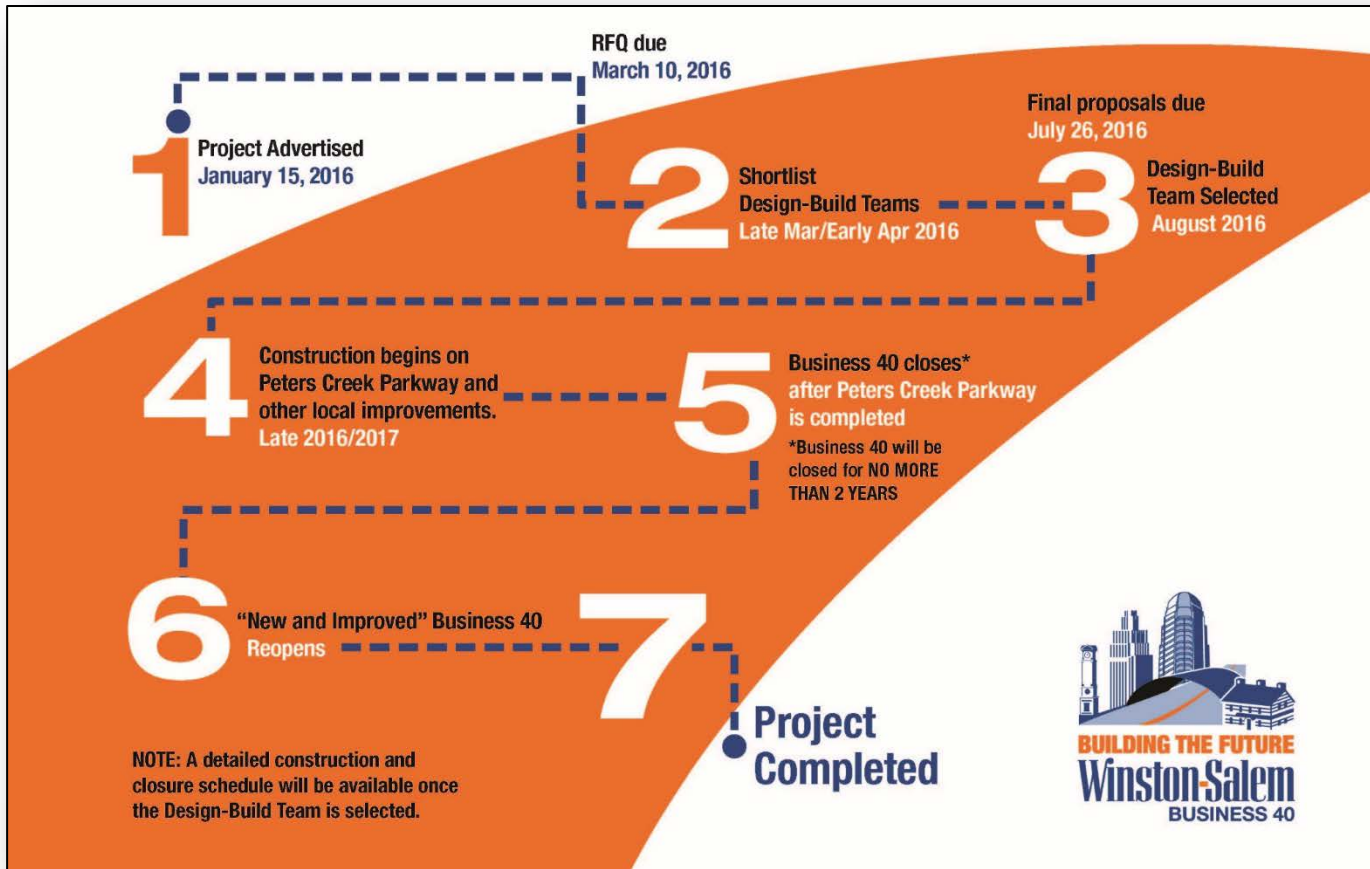 RFQ due
March 10, 2016
1
Project Advertised
January 15, 2016
2
Shortlist
Design-Build Teams
Late Mar/Early Apr 2016
Final proposals due
July 26, 2016
3
Design-Build
Team Selected
August 2016
4
Construction begins on
Peters Creek Parkway and
other local improvements.
Late 2016/2017
5
Business 40 closes*
after Peters Creek Parkway
is completed
*Business 40 will be
closed for NO MORE
THAN 2 YEARS
6
“New and Improved” Business 40
Reopens
7
Project
Completed
NOTE: A detailed construction and
closure schedule will be available once
the Design-Build Team is selected.
BUILDING THE FUTURE
Winston-Salem
BUSINESS 40